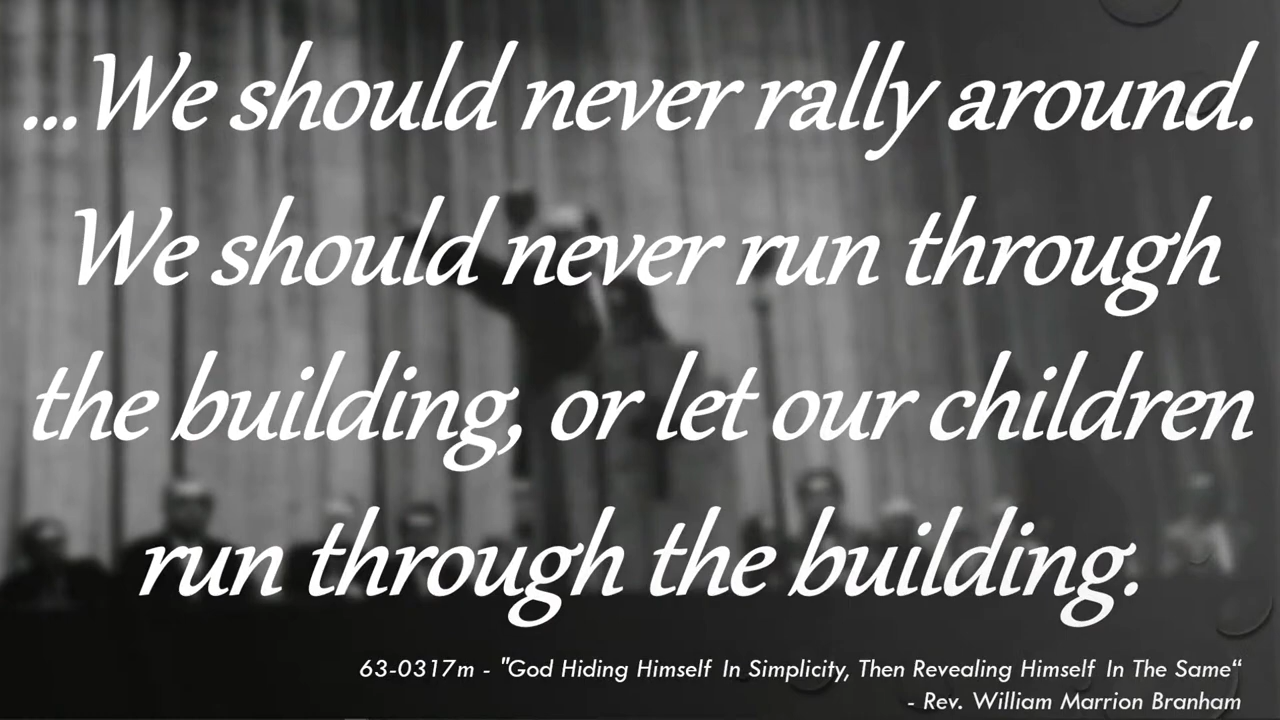 ...We should never rally around.
We should never run through
the building, or let our children
run through the building.
63-0317m - "God Hiding Himself In Simplicity, Then Revealing Himself In The Same“
- Rev. William Marrion Branham